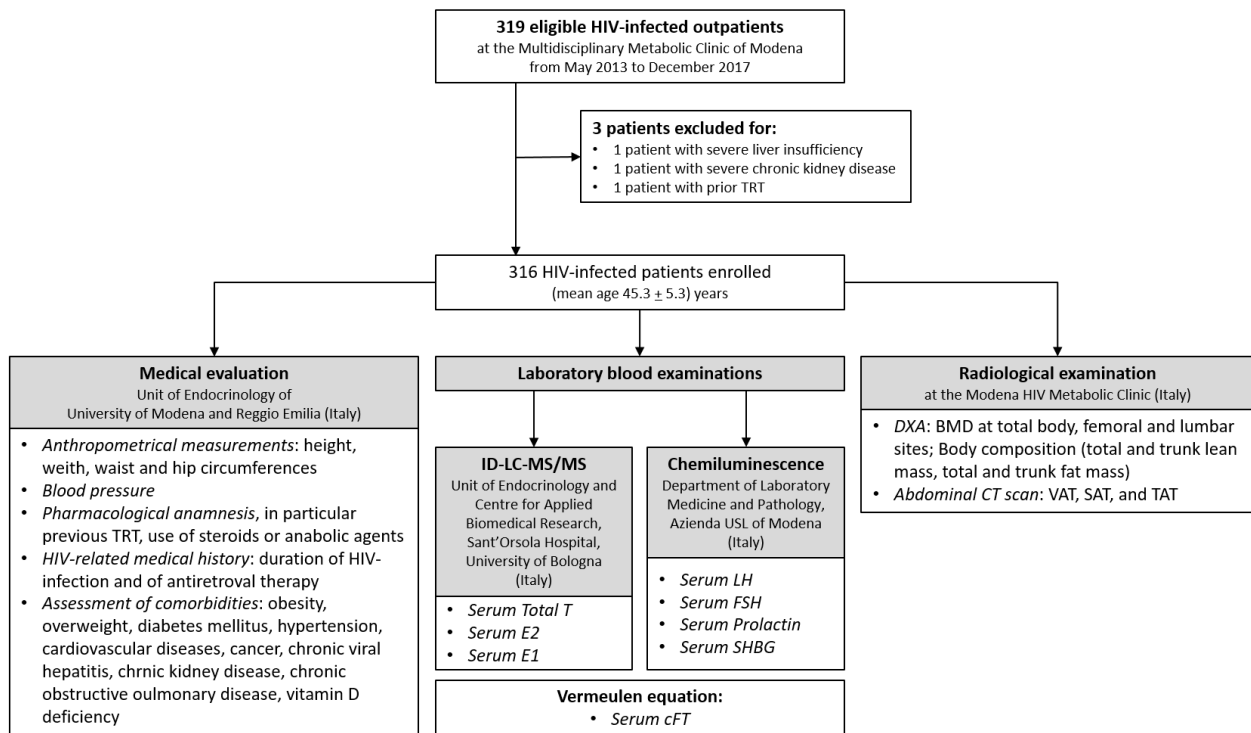 319 eligible HIV-infected outpatients
at the Multidisciplinary Metabolic Clinic of Modena
from May 2013 to December 2017
3 patients excluded for:
• 1 patient with severe liver insufficiency
• 1 patient with severe chronic kidney disease
• 1 patient with prior TRT
316 HIV-infected patients enrolled
(mean age 45.3 ± 5.3) years
Medical evaluation
Unit of Endocrinology of
University of Modena and Reggio Emilia (Italy)
• Anthropometrical measurements: height,
weith, waist and hip circumferences
• Blood pressure
• Pharmacological anamnesis, in particular
previous TRT, use of steroids or anabolic agents
• HIV-related medical history: duration of HIV-
infection and of antiretroval therapy
• Assessment of comorbidities: obesity,
overweight, diabetes mellitus, hypertension,
cardiovascular diseases, cancer, chronic viral
hepatitis, chrnic kidney disease, chronic
obstructive oulmonary disease, vitamin D
deficiency
Laboratory blood examinations
ID-LC-MS/MS
Unit of Endocrinology and
Centre for Applied
Biomedical Research,
Sant’Orsola Hospital,
University of Bologna
(Italy)
• Serum Total T
• Serum E2
• Serum E1
Chemiluminescence
Department of Laboratory
Medicine and Pathology,
Azienda USL of Modena
(Italy)
• Serum LH
• Serum FSH
• Serum Prolactin
• Serum SHBG
Vermeulen equation:
• Serum cFT
Radiological examination
at the Modena HIV Metabolic Clinic (Italy)
• DXA: BMD at total body, femoral and lumbar
sites; Body composition (total and trunk lean
mass, total and trunk fat mass)
• Abdominal CT scan: VAT, SAT, and TAT